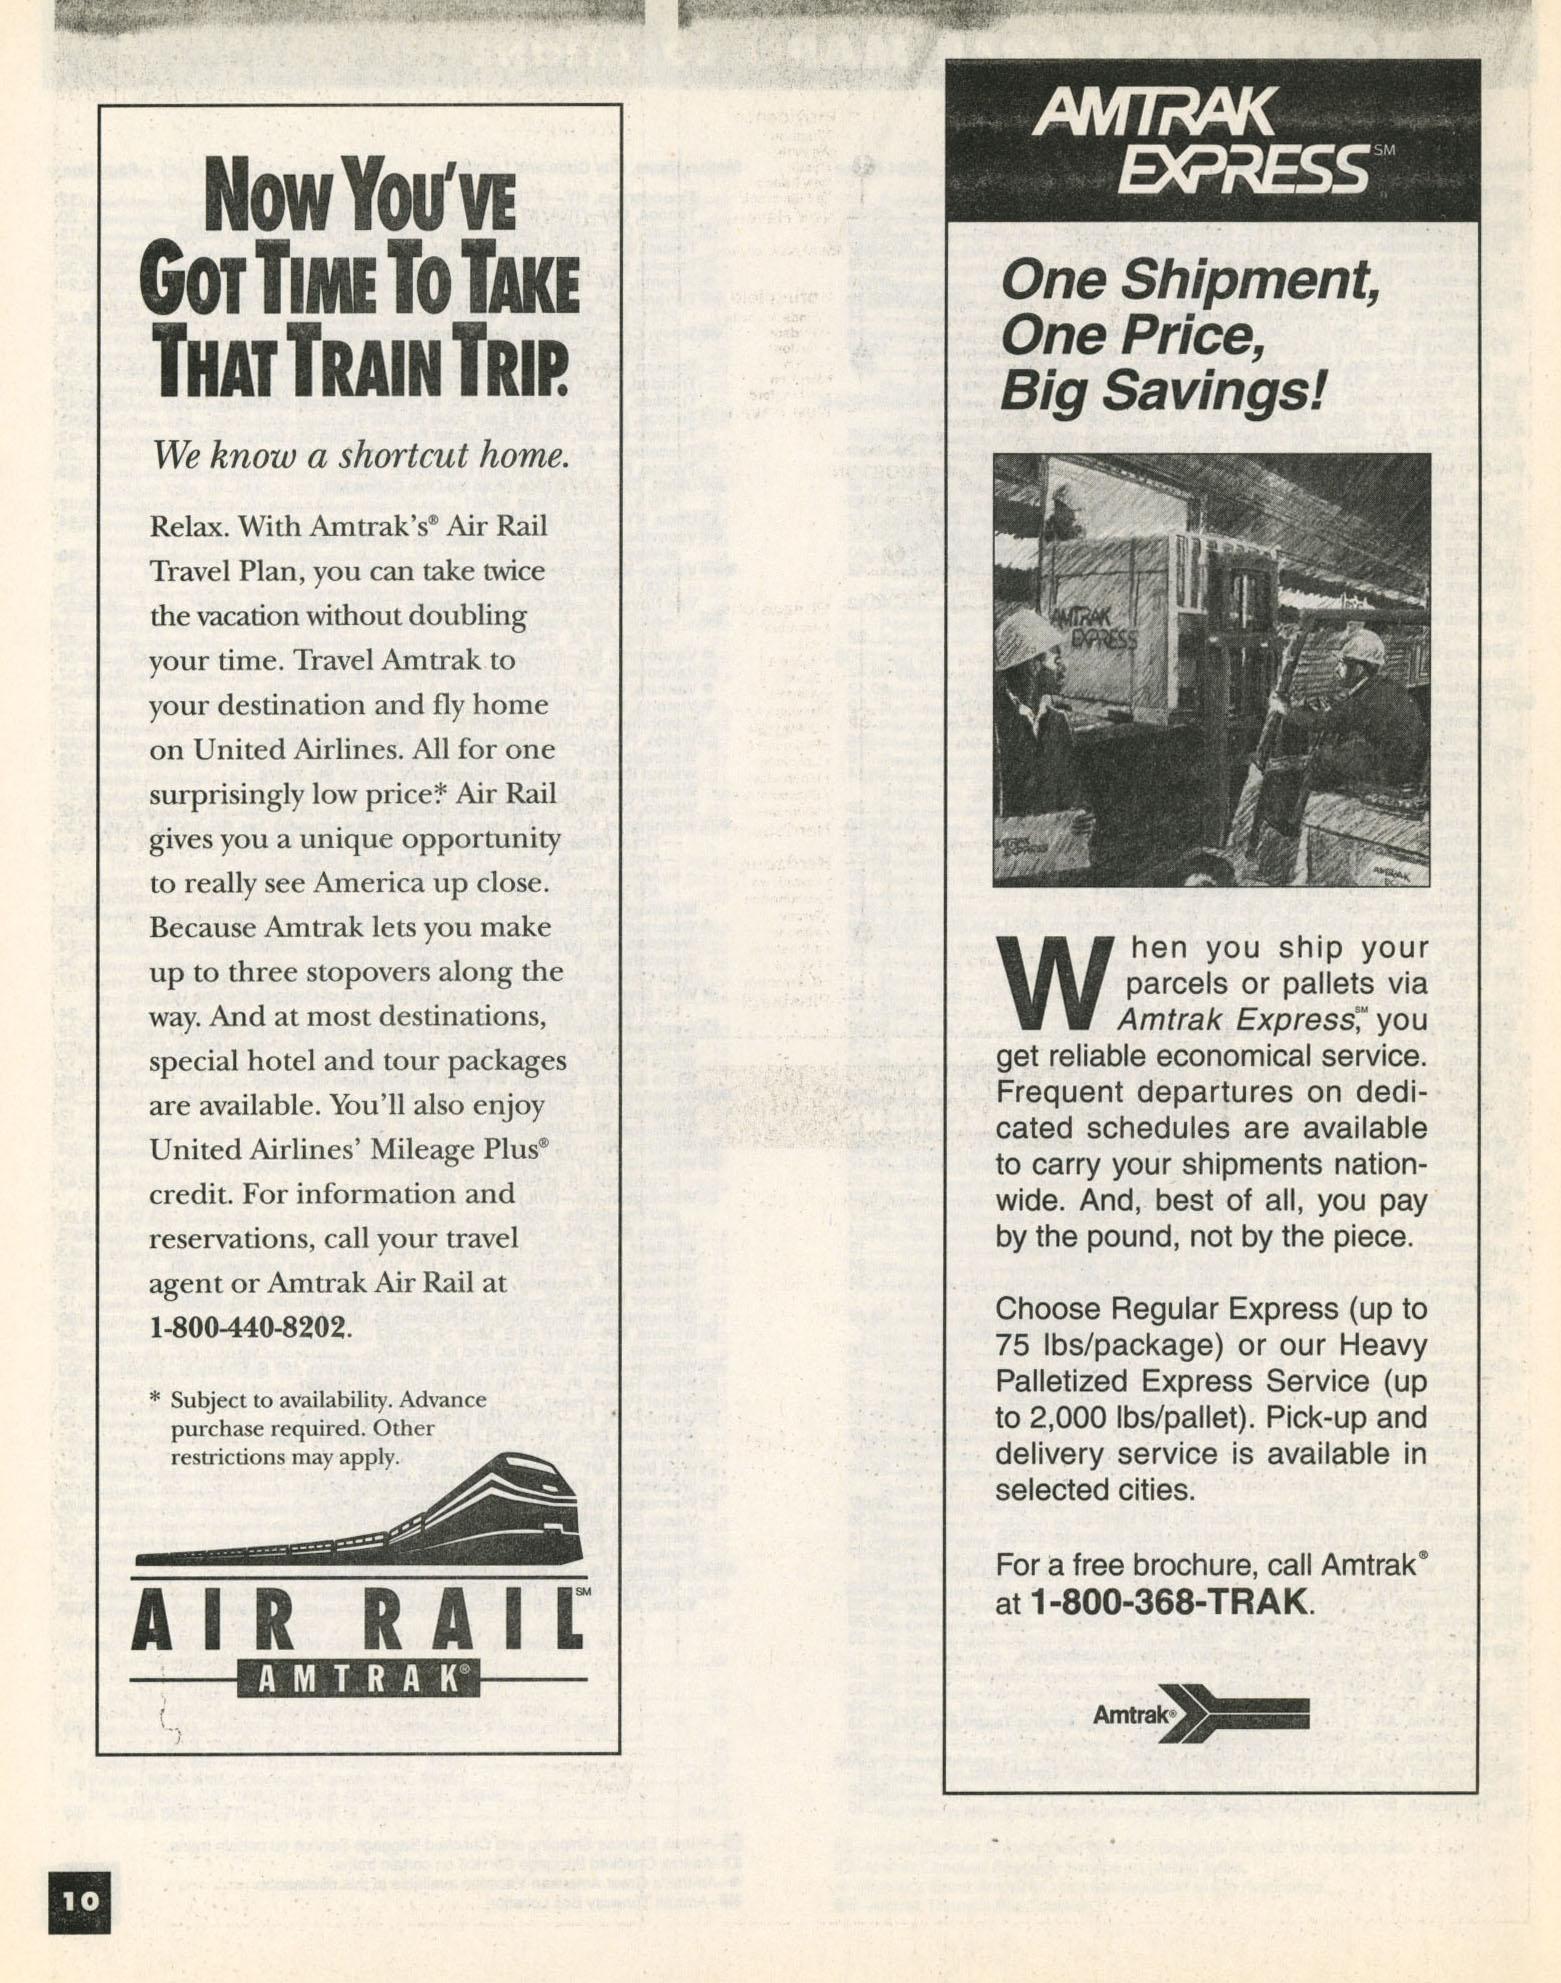 NOW YOU'VE
GOT TIME TO TAKE
THAT TRAIN TRIP.
We know a shortcut home.
Relax. With Amtrak's® Air Rail
Travel Plan, you can take twice
the vacation without doubling
your time. Travel Amtrak to
your destination and fly home
on United Airlines. All for one
surprisingly low price.* Air Rail
gives you a unique opportunity
to really see America up close.
Because Amtrak lets you make
up to three stopovers along the
way. And at most destinations,
special hotel and tour packages
are available. You'll also enjoy
United Airlines' Mileage Plus®
credit. For information and
reservations, call your travel
agent or Amtrak Air Rail at
1-800-440-8202.
* Subject to availability. Advance
purchase required. Other
restrictions may apply.
AIR RAIL℠
AMTRAK®
10
AMTRAK
EXPRESS℠
One Shipment,
One Price,
Big Savings!
AMTRAK
EXPRESS
AMTRAK
EXPRESS
AMTRAK
When you ship your
parcels or pallets via
Amtrak Express,℠ you
get reliable economical service.
Frequent departures on dedi-
cated schedules are available
to carry your shipments nation-
wide. And, best of all, you pay
by the pound, not by the piece.
Choose Regular Express (up to
75 lbs/package) or our Heavy
Palletized Express Service (up
to 2,000 lbs/pallet). Pick-up and
delivery service is available in
selected cities.
For a free brochure, call Amtrak®
at 1-800-368-TRAK.
Amtrak®